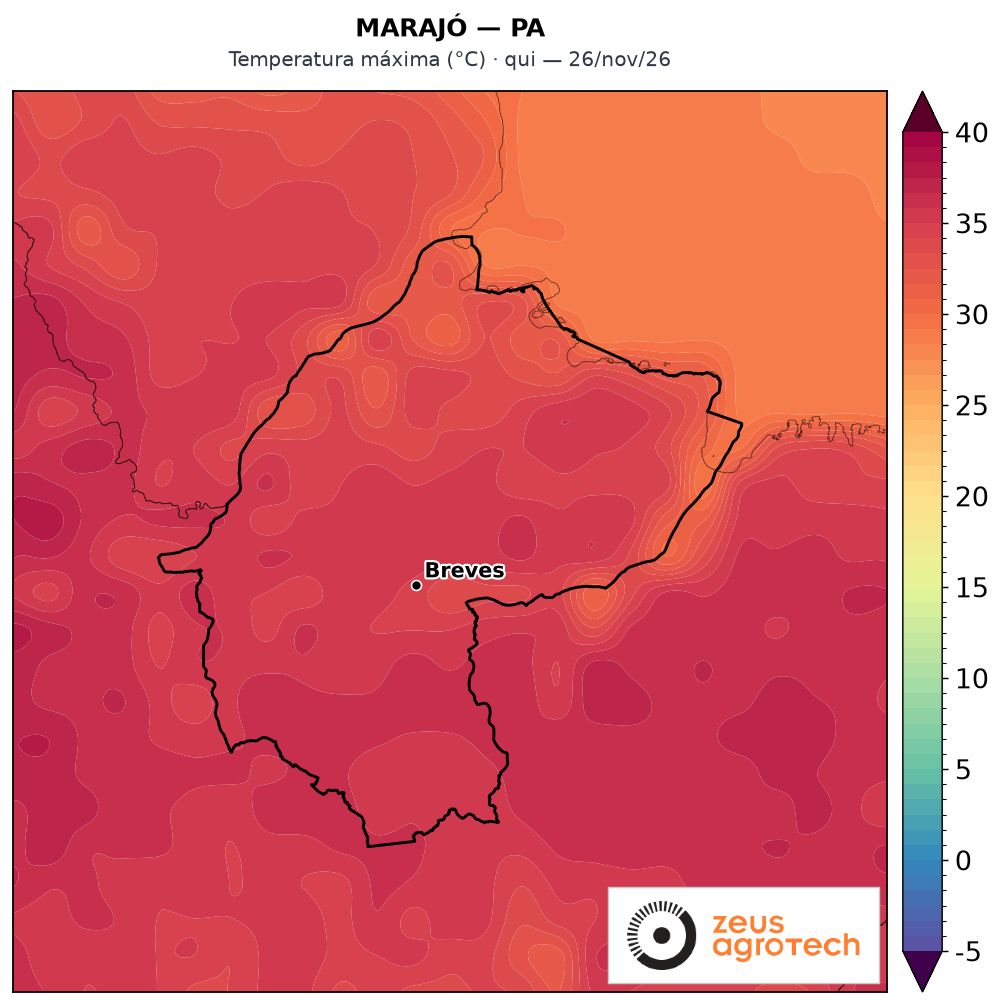 MARAJÓ — PA
Temperatura máxima (°C) · qui — 26/nov/26
40
35
30
25
20
15
10
5
0
-5
Breves
zeus
agrotech